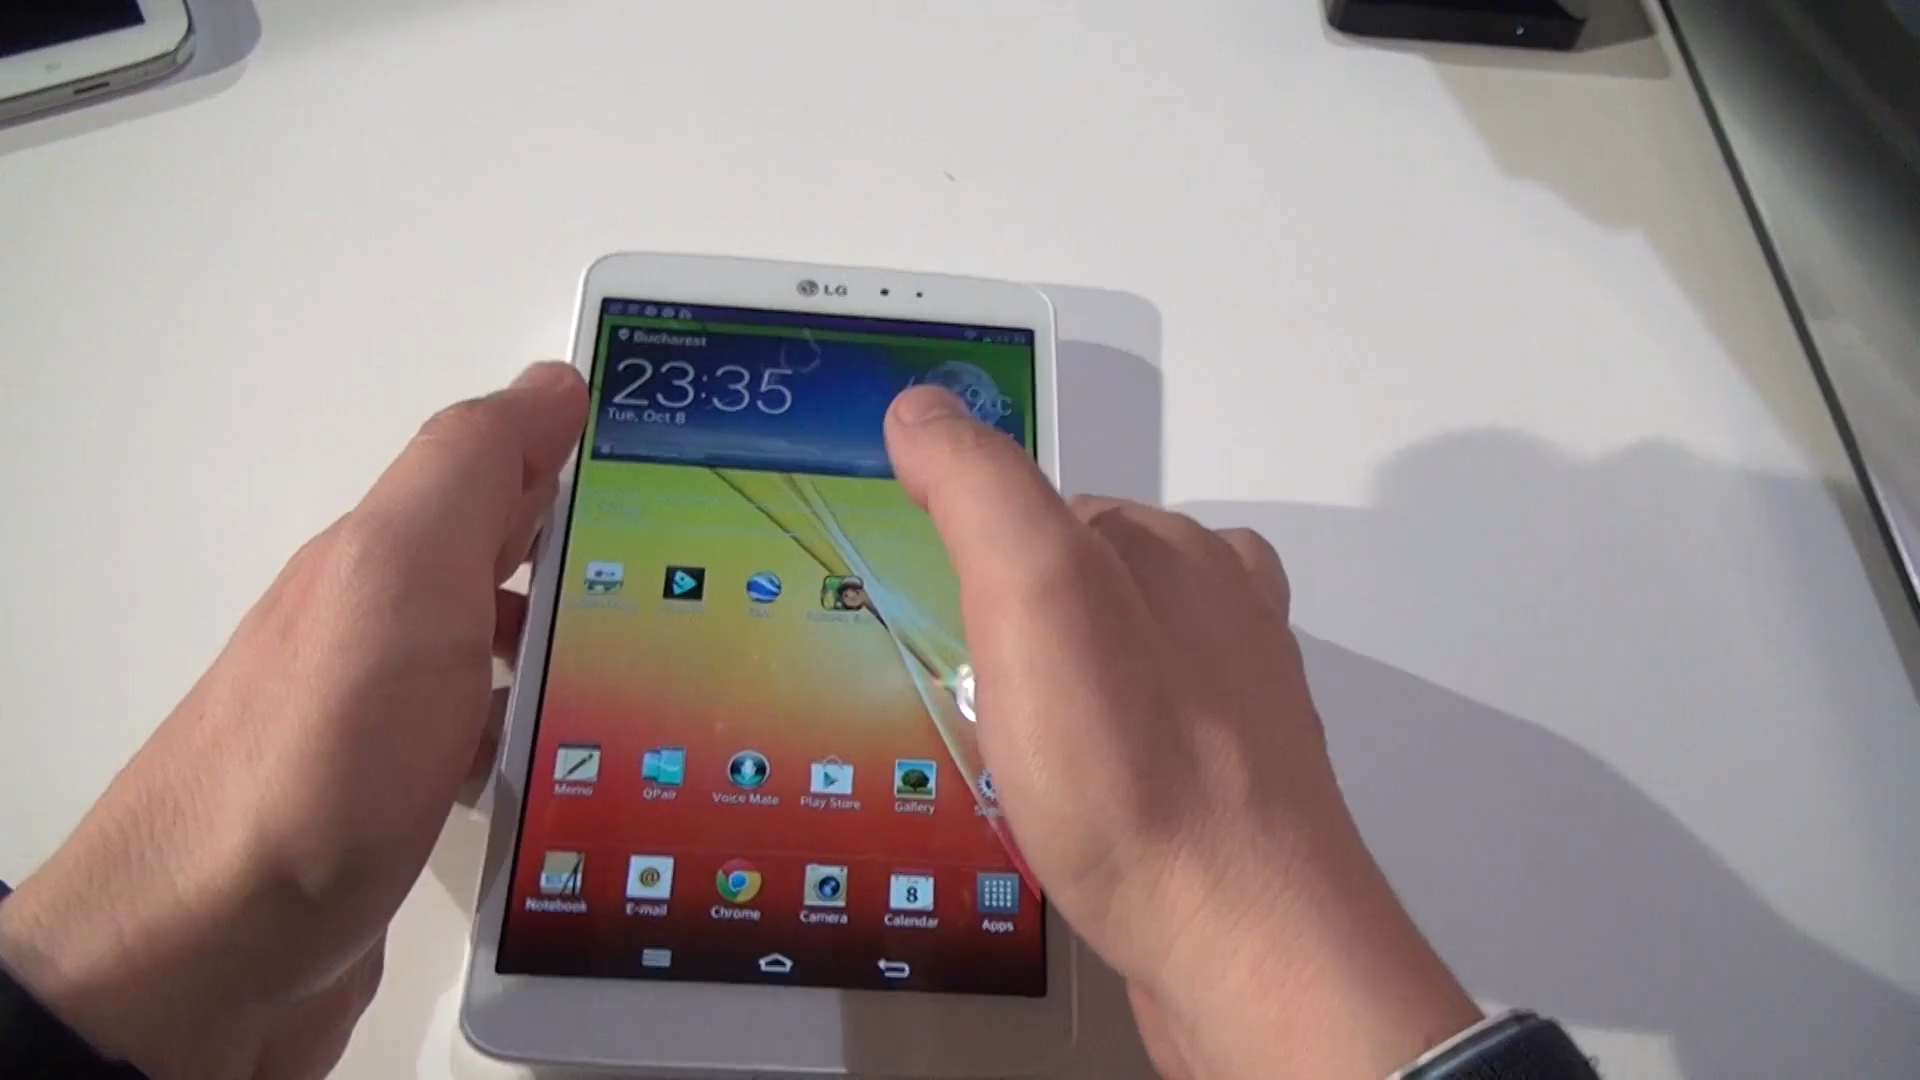 LG
Bucharest
23:35
Tue, Oct 8
Memo
QPair
Voice Mate
Play Store
Gallery
Notebook
E-mail
Chrome
Camera
8
Calendar
Apps